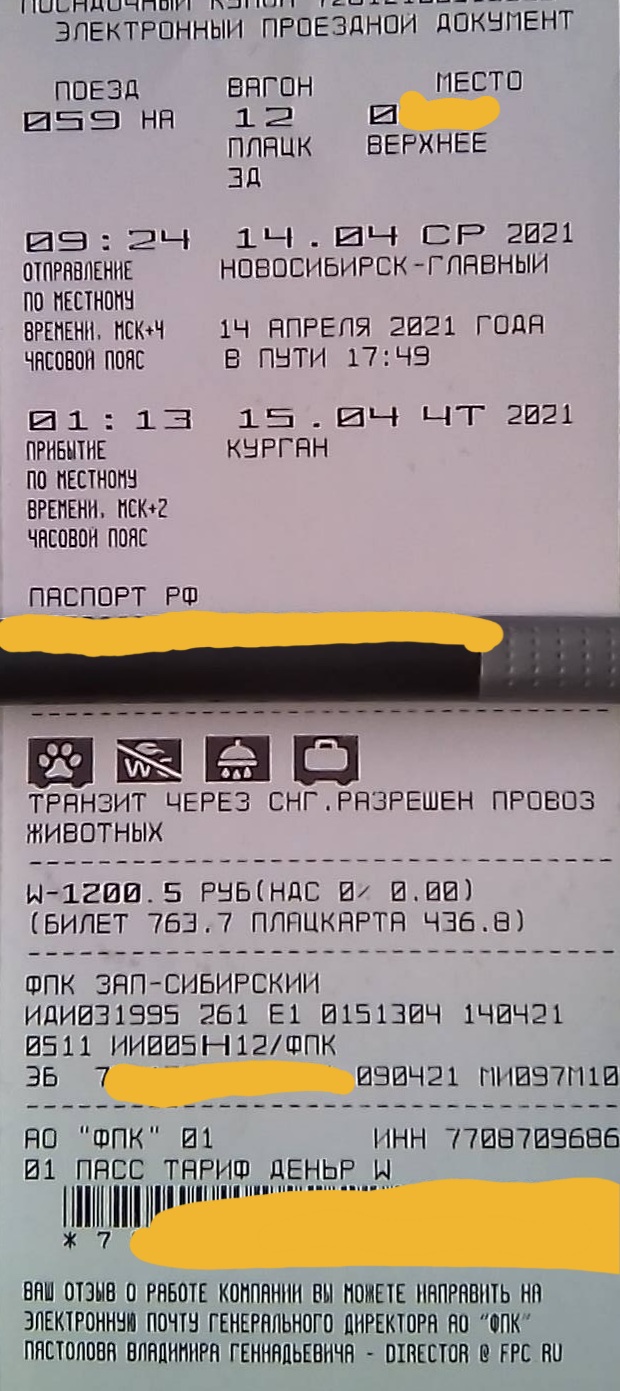 ПОСАДОЧНЫЙ КУПОН
ЭЛЕКТРОННЫЙ ПРОЕЗДНОЙ ДОКУМЕНТ
ПОЕЗД ВАГОН МЕСТО
059 НА 12 0
ПЛАЦК ВЕРХНЕЕ
3Д
09:24 14.04 СР 2021
ОТПРАВЛЕНИЕ НОВОСИБИРСК-ГЛАВНЫЙ
ПО МЕСТНОМУ
ВРЕМЕНИ, МСК+4 14 АПРЕЛЯ 2021 ГОДА
ЧАСОВОЙ ПОЯС В ПУТИ 17:49
01:13 15.04 ЧТ 2021
ПРИБЫТИЕ КУРГАН
ПО МЕСТНОМУ
ВРЕМЕНИ, МСК+2
ЧАСОВОЙ ПОЯС
ПАСПОРТ РФ
W
ТРАНЗИТ ЧЕРЕЗ СНГ.РАЗРЕШЕН ПРОВОЗ
ЖИВОТНЫХ
W-1200.5 РУБ(НДС 0% 0.00)
(БИЛЕТ 763.7 ПЛАЦКАРТА 436.8)
ФПК ЗАП-СИБИРСКИЙ
ИДИ031995 261 Е1 0151304 140421
0511 ИИ005Н12/ФПК
ЭБ 7 090421 МИ097М10
АО "ФПК" 01 ИНН 7708709686
01 ПАСС ТАРИФ ДЕНЬР W
* 7
ВАШ ОТЗЫВ О РАБОТЕ КОМПАНИИ ВЫ МОЖЕТЕ НАПРАВИТЬ НА
ЭЛЕКТРОННУЮ ПОЧТУ ГЕНЕРАЛЬНОГО ДИРЕКТОРА АО "ФПК"
ПЯСТОЛОВА ВЛАДИМИРА ГЕННАДЬЕВИЧА - DIRECTOR @ FPC RU